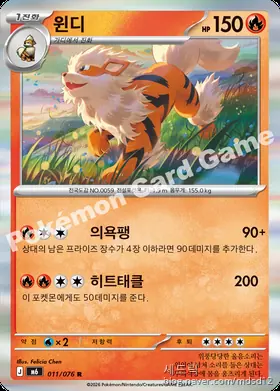 1진화 윈디 HP 150
가디에서 진화
전국도감 NO.0059 전설포켓몬 키: 1.9m 몸무게: 155.0kg
Pokémon Card Game
의욕팽 90+
상대의 남은 프라이즈 장수가 4장 이하라면 90데미지를 추가한다.
히트태클 200
이 포켓몬에게도 50데미지를 준다.
약점 ×2 저항력 후퇴
Illus. Felicia Chen
J m6 011/076 R
©2026 Pokémon/Nintendo/Creatures/GAME FREAK.